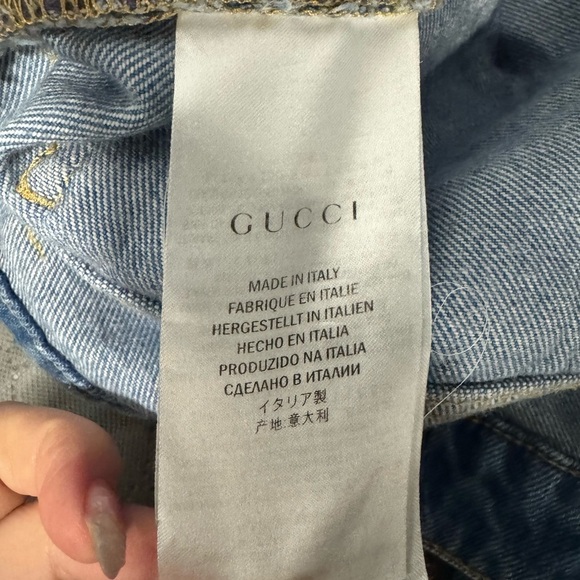 GUCCI
MADE IN ITALY
FABRIQUE EN ITALIE
HERGESTELLT IN ITALIEN
HECHO EN ITALIA
PRODUZIDO NA ITALIA
СДЕЛАНО В ИТАЛИИ
イタリア製
产地:意大利